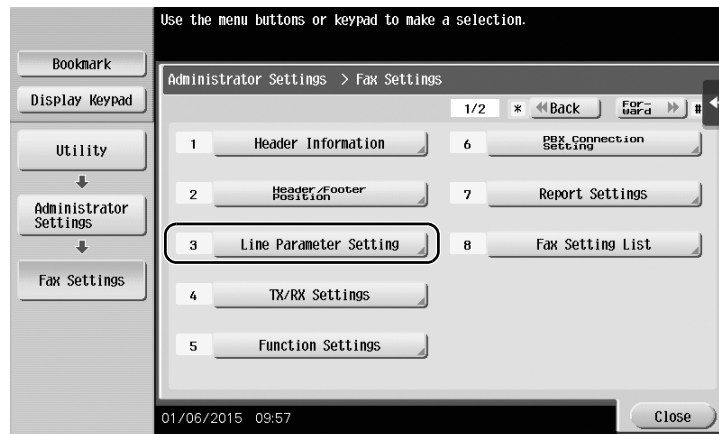 Use the menu buttons or keypad to make a selection.
Bookmark
Display Keypad
Utility
Administrator
Settings
Fax Settings
Administrator Settings > Fax Settings
1/2 * Back For-
ward #
1 Header Information
2 Header/Footer
Position
3 Line Parameter Setting
4 TX/RX Settings
5 Function Settings
6 PBX Connection
Setting
7 Report Settings
8 Fax Setting List
01/06/2015 09:57
Close